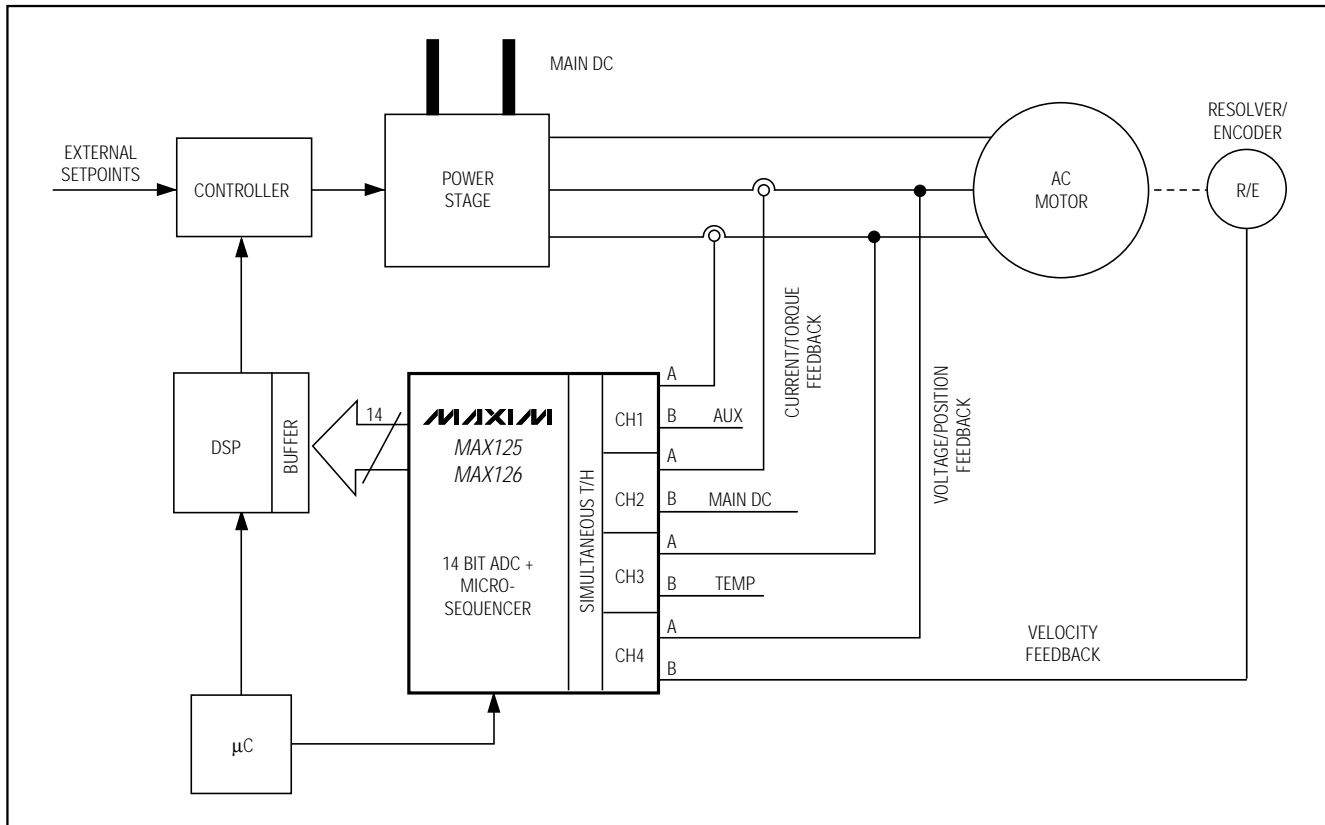 MAIN DC
EXTERNAL
SETPOINTS
CONTROLLER
POWER
STAGE
AC
MOTOR
RESOLVER/
ENCODER
R/E
CURRENT/TORQUE
FEEDBACK
VOLTAGE/POSITION
FEEDBACK
DSP
BUFFER
14
MAXIM
MAX125
MAX126
14 BIT ADC +
MICRO-
SEQUENCER
SIMULTANEOUS T/H
CH1
A
B
AUX
CH2
A
B
MAIN DC
CH3
A
B
TEMP
CH4
A
B
VELOCITY
FEEDBACK
µC